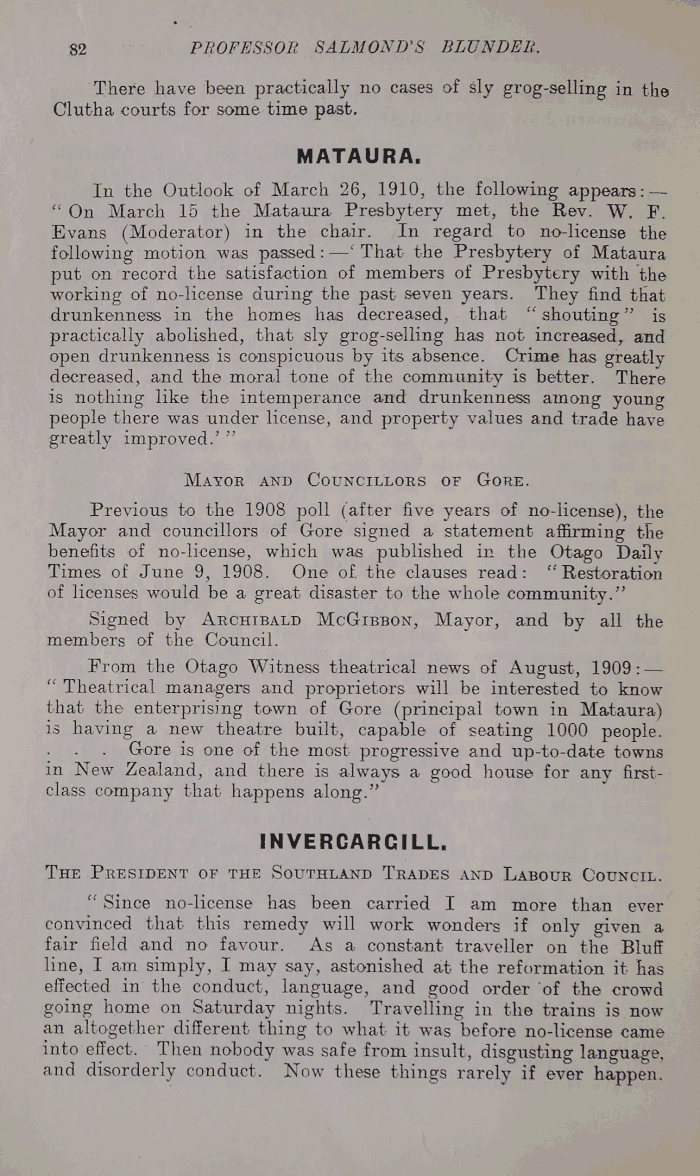 82 PROFESSOR SALMOND'S BLUNDER.
There have been practically no cases of sly grog-selling in the
Clutha courts for some time past.
MATAURA.
In the Outlook of March 26, 1910, the following appears:—
" On March 15 the Mataura Presbytery met, the Rev. W. F.
Evans (Moderator) in the chair. In regard to no-license the
following motion was passed:—' That the Presbytery of Mataura
put on record the satisfaction of members of Presbytery with the
working of no-license during the past seven years. They find that
drunkenness in the homes has decreased, that " shouting " is
practically abolished, that sly grog-selling has not increased, and
open drunkenness is conspicuous by its absence. Crime has greatly
decreased, and the moral tone of the community is better. There
is nothing like the intemperance and drunkenness among young
people there was under license, and property values and trade have
greatly improved.' "
MAYOR AND COUNCILLORS OF GORE.
Previous to the 1908 poll (after five years of no-license), the
Mayor and councillors of Gore signed a statement affirming the
benefits of no-license, which was published in the Otago Daily
Times of June 9, 1908. One of the clauses read: " Restoration
of licenses would be a great disaster to the whole community."
Signed by ARCHIBALD MCGIBBON, Mayor, and by all the
members of the Council.
From the Otago Witness theatrical news of August, 1909:—
" Theatrical managers and proprietors will be interested to know
that the enterprising town of Gore (principal town in Mataura)
is having a new theatre built, capable of seating 1000 people.
. . . Gore is one of the most progressive and up-to-date towns
in New Zealand, and there is always a good house for any first-
class company that happens along."
INVERCARGILL.
THE PRESIDENT OF THE SOUTHLAND TRADES AND LABOUR COUNCIL.
" Since no-license has been carried I am more than ever
convinced that this remedy will work wonders if only given a
fair field and no favour. As a constant traveller on the Bluff
line, I am simply, I may say, astonished at the reformation it has
effected in the conduct, language, and good order of the crowd
going home on Saturday nights. Travelling in the trains is now
an altogether different thing to what it was before no-license came
into effect. Then nobody was safe from insult, disgusting language,
and disorderly conduct. Now these things rarely if ever happen.